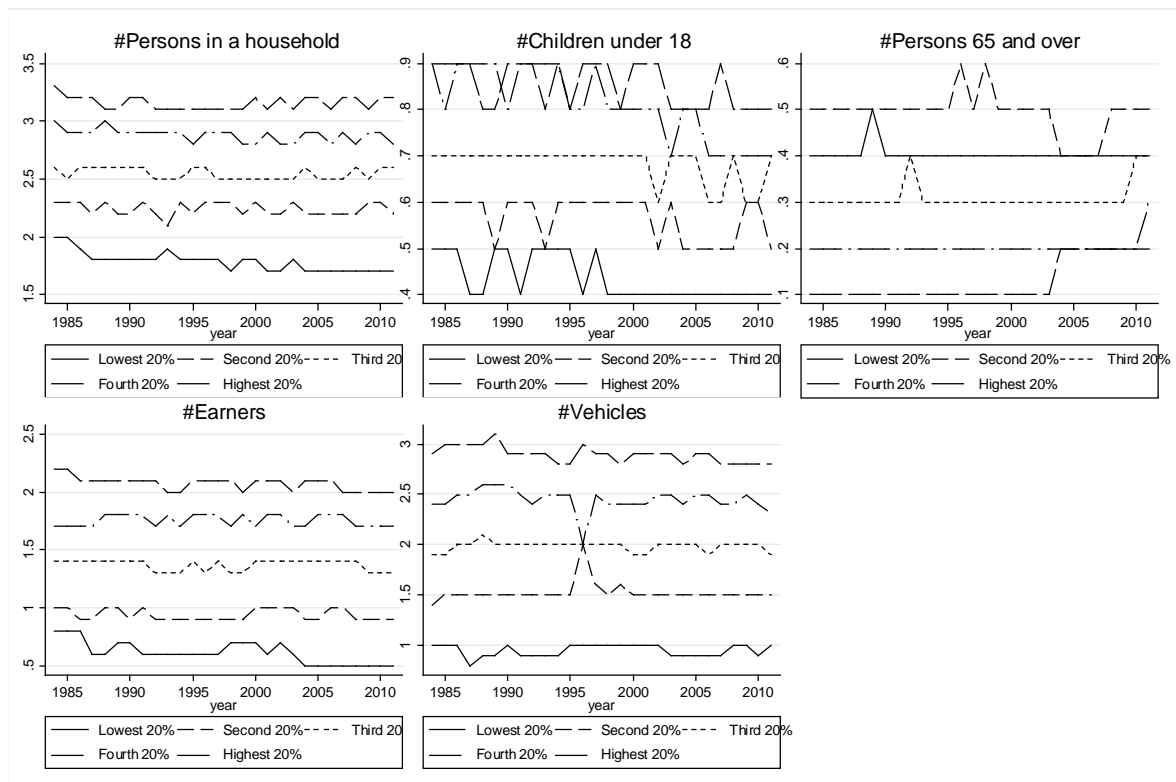 #Persons in a household
3.5
3
2.5
2
1.5
1985 1990 1995 2000 2005 2010
year
Lowest 20% Second 20% Third 20
Fourth 20% Highest 20%
#Children under 18
.9
.8
.7
.6
.5
.4
1985 1990 1995 2000 2005 2010
year
Lowest 20% Second 20% Third 20%
Fourth 20% Highest 20%
#Persons 65 and over
.6
.5
.4
.3
.2
.1
1985 1990 1995 2000 2005 2010
year
Lowest 20% Second 20% Third 20%
Fourth 20% Highest 20%
#Earners
2.5
2
1.5
1
.5
1985 1990 1995 2000 2005 2010
year
Lowest 20% Second 20% Third 20
Fourth 20% Highest 20%
#Vehicles
3
2.5
2
1.5
1
1985 1990 1995 2000 2005 2010
year
Lowest 20% Second 20% Third 20%
Fourth 20% Highest 20%